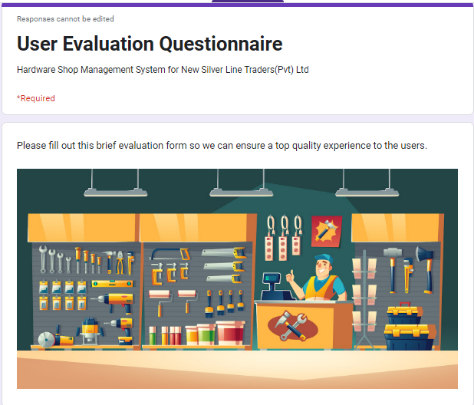 Responses cannot be edited
User Evaluation Questionnaire
Hardware Shop Management System for New Silver Line Traders(Pvt) Ltd
*Required
Please fill out this brief evaluation form so we can ensure a top quality experience to the users.